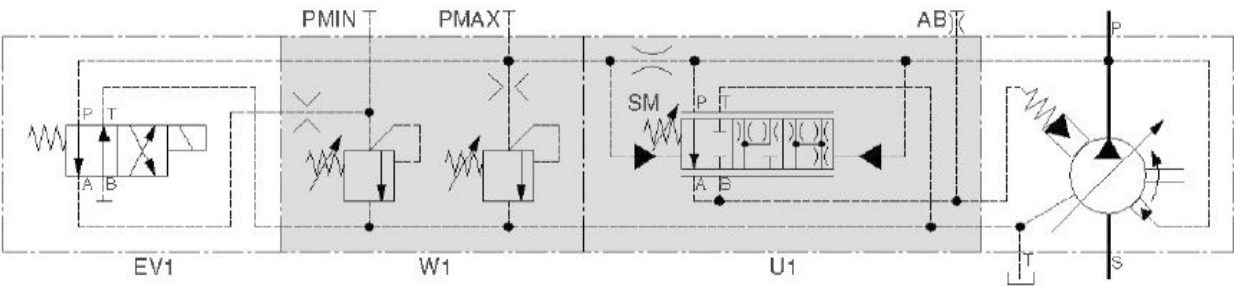 PMIN PMAX AB P
SM P T
P T
A B A B
T S
EV1 W1 U1